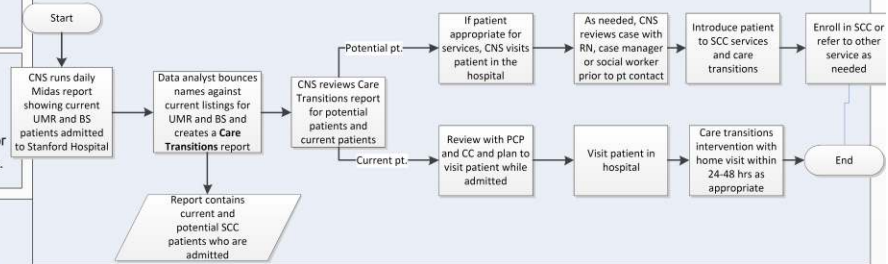 Start
CNS runs daily
Midas report
showing current
UMR and BS
patients admitted
to Stanford Hospital
Data analyst bounces
names against
current listings for
UMR and BS and
creates a Care
Transitions report
Report contains
current and
potential SCC
patients who are
admitted
CNS reviews Care
Transitions report
for potential
patients and
current patients
Potential pt.
If patient
appropriate for
services, CNS visits
patient in the
hospital
As needed, CNS
reviews case with
RN, case manager
or social worker
prior to pt contact
Introduce patient
to SCC services
and care
transitions
Enroll in SCC or
refer to other
service as
needed
Current pt.
Review with PCP
and CC and plan to
visit patient while
admitted
Visit patient in
hospital
Care transitions
intervention with
home visit within
24-48 hrs as
appropriate
End